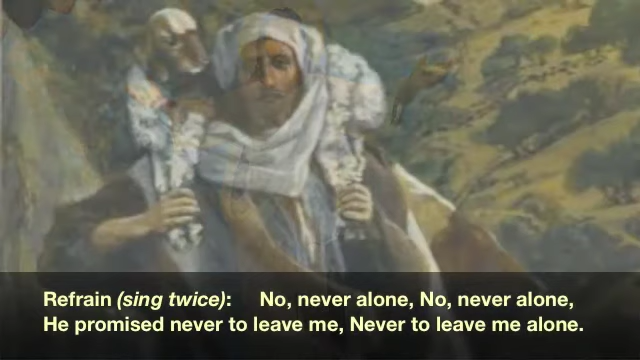 Refrain (sing twice): No, never alone, No, never alone,
He promised never to leave me, Never to leave me alone.